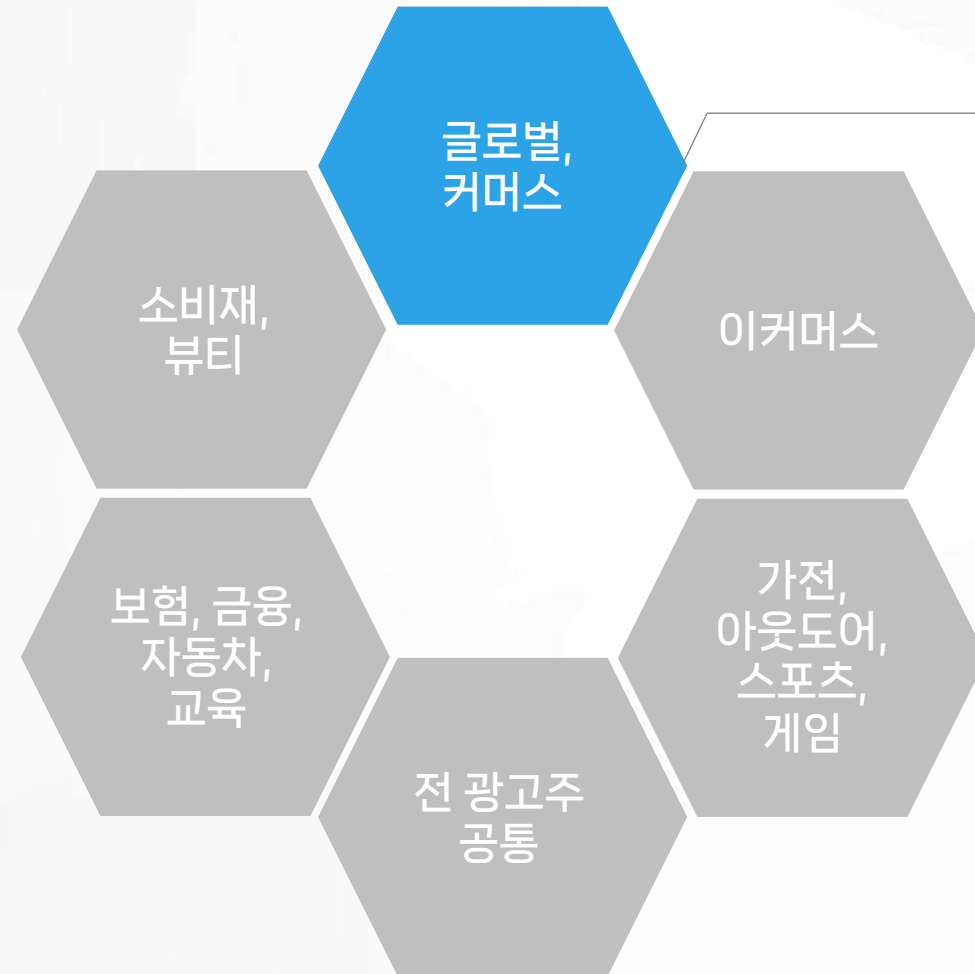 글로벌,
커머스
소비재,
뷰티
이커머스
보험, 금융,
자동차,
교육
가전,
아웃도어,
스포츠,
게임
전 광고주
공통